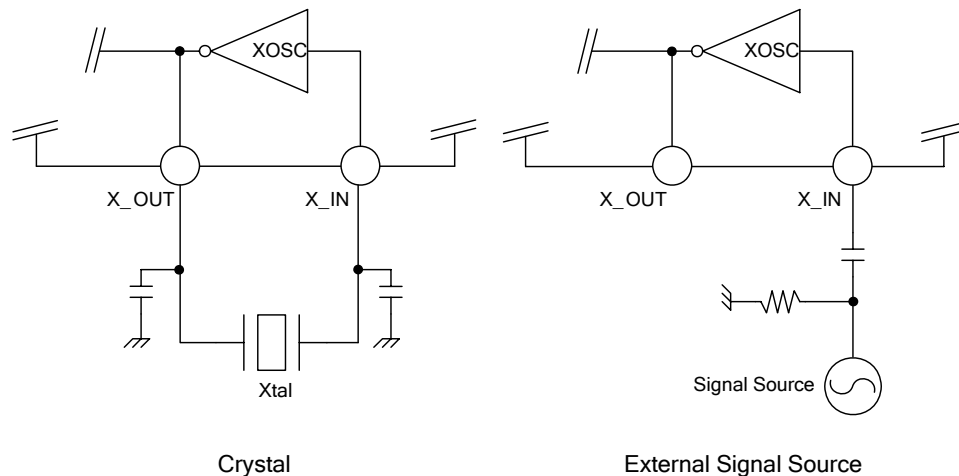 XOSC
XOSC
X_OUT
X_IN
X_OUT
X_IN
Xtal
Signal Source
Crystal
External Signal Source